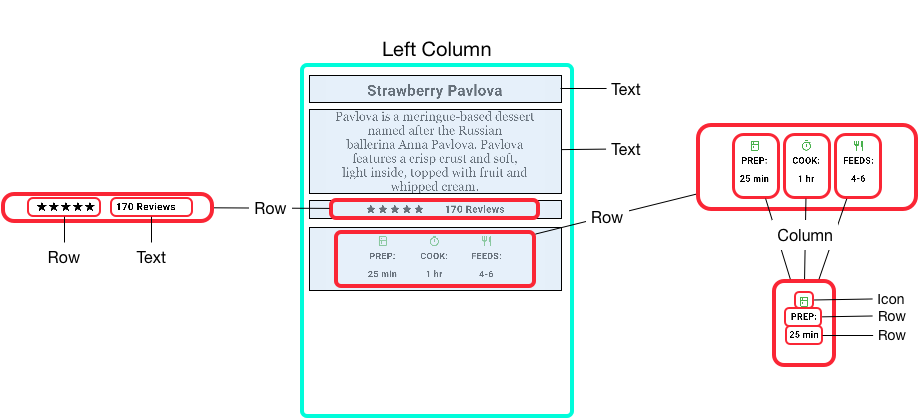 Left Column
Strawberry Pavlova
Text
Pavlova is a meringue-based dessert
named after the Russian
ballerina Anna Pavlova. Pavlova
features a crisp crust and soft,
light inside, topped with fruit and
whipped cream.
Text
170 Reviews
Row
Text
Row
170 Reviews
Row
PREP:
COOK:
FEEDS:
25 min
1 hr
4-6
PREP:
COOK:
FEEDS:
25 min
1 hr
4-6
Column
Icon
PREP:
Row
25 min
Row